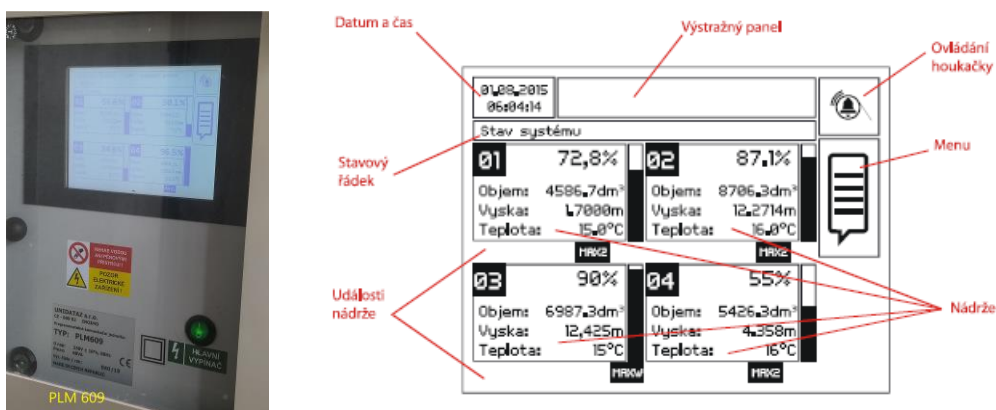 UNIDATAZ s.r.o.
TYP: PLM609
POZOR
ELEKTRICKÉ
ZAŘÍZENÍ!
HLAVNÍ
VYPÍNAČ
PLM 609
Datum a čas
Výstražný panel
Ovládání
houkačky
01.08.2015
06:04:14
Stav systému
Menu
Stavový
řádek
01 72,8%
Objem: 4586.7dm³
Vyska: 1.7000m
Teplota: 15.0°C
MAX2
02 87.1%
Objem: 8706.3dm³
Vyska: 12.2714m
Teplota: 16.0°C
MAX2
Události
nádrže
03 90%
Objem: 6987.3dm³
Vyska: 12,425m
Teplota: 15°C
MAXW
04 55%
Objem: 5426.3dm³
Vyska: 4.358m
Teplota: 16°C
MAX2
Nádrže